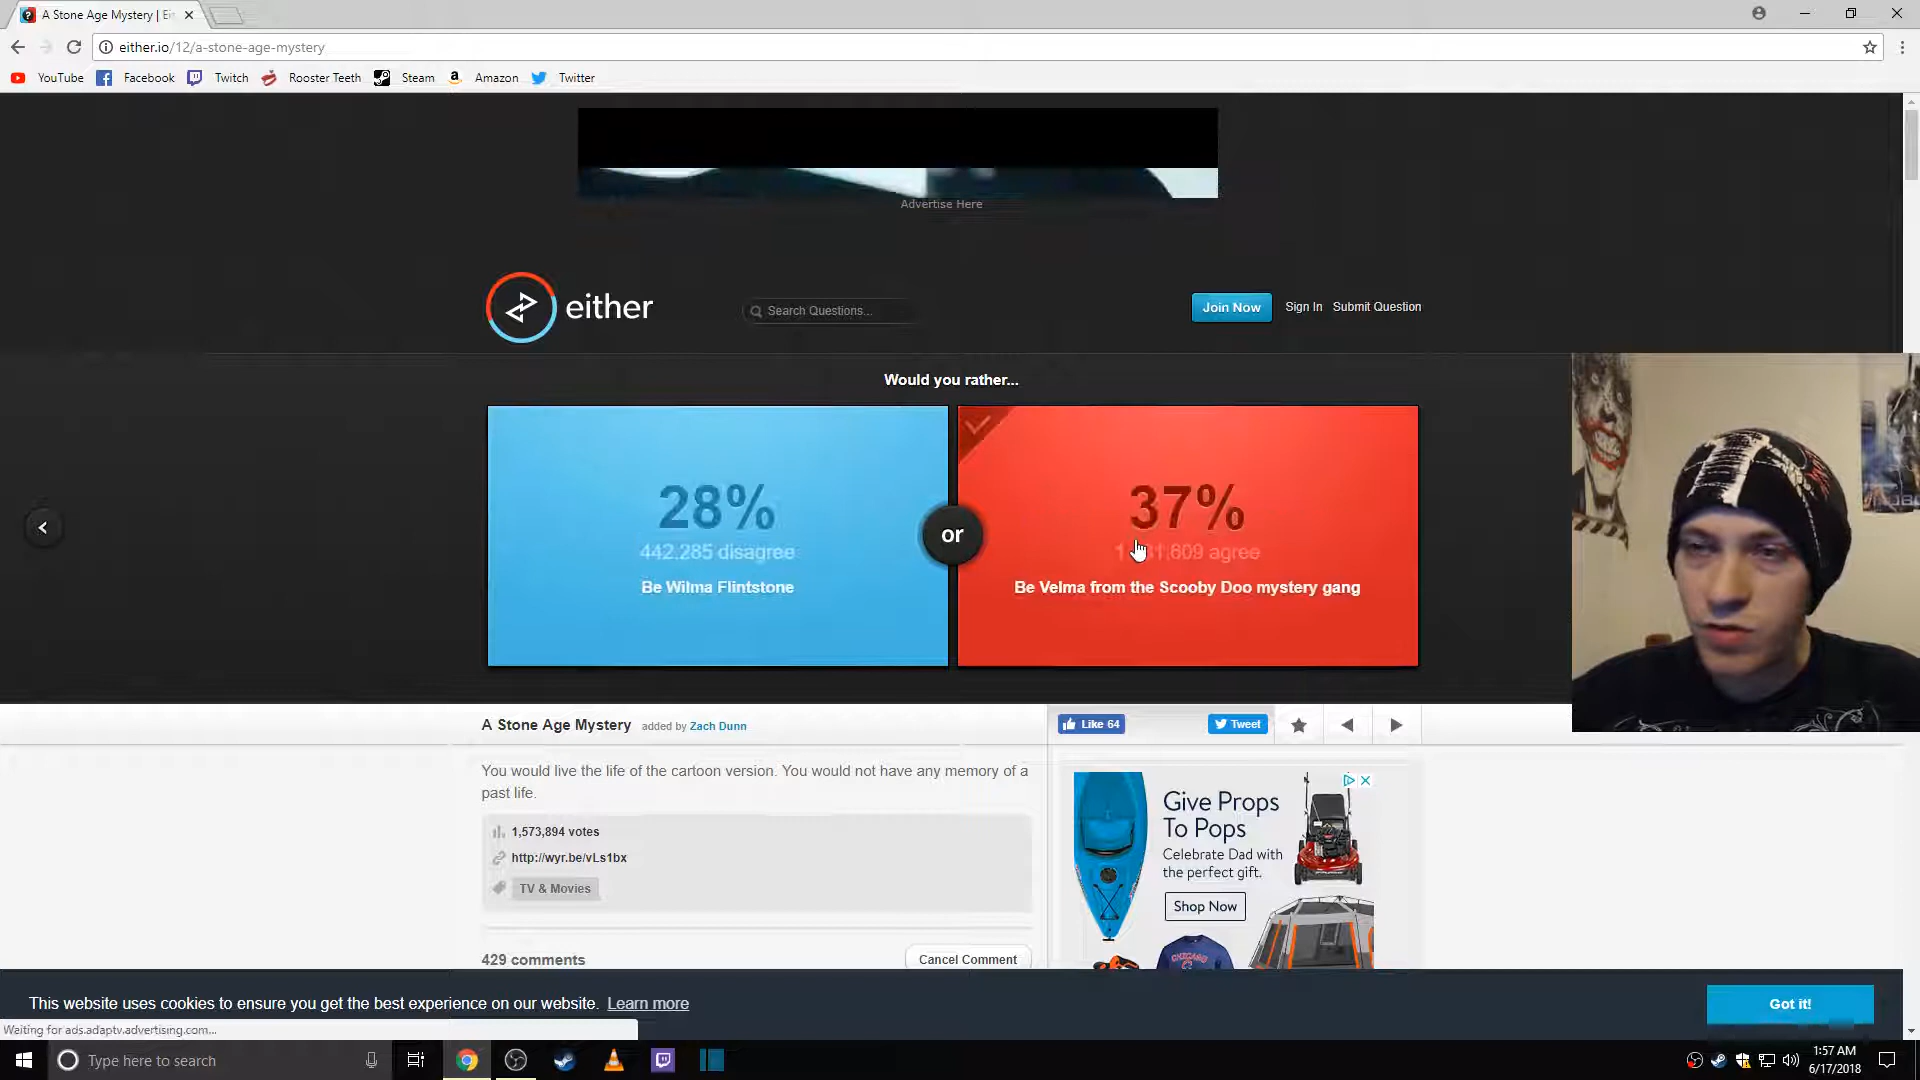 A Stone Age Mystery | Ei
either.io/12/a-stone-age-mystery
YouTube Facebook Twitch Rooster Teeth Steam Amazon Twitter
Advertise Here
either
Search Questions...
Join Now Sign In Submit Question
Would you rather...
28%
442,285 disagree
Be Wilma Flintstone
or
37%
agree
Be Velma from the Scooby Doo mystery gang
A Stone Age Mystery added by Zach Dunn
Like 64
Tweet
You would live the life of the cartoon version. You would not have any memory of a
past life.
1,573,894 votes
http://wyr.be/vLs1bx
TV & Movies
429 comments
Cancel Comment
Give Props
To Pops
Celebrate Dad with
the perfect gift.
Shop Now
CHICAGO
This website uses cookies to ensure you get the best experience on our website. Learn more
Got it!
Waiting for ads.adaptv.advertising.com...
Type here to search
1:57 AM
6/17/2018